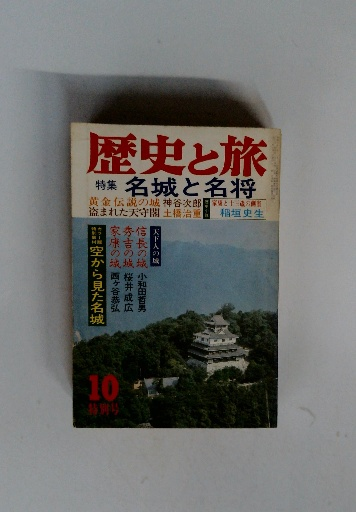 歴史と旅
特集 名城と名将
黄金伝説の城 神谷次郎
盗まれた天守閣 土橋治重
稲垣史生
天下人の城
信長の城 小和田哲男
秀吉の城 桜井成広
家康の城 西ヶ谷恭弘
空から見た名城
10
特別号